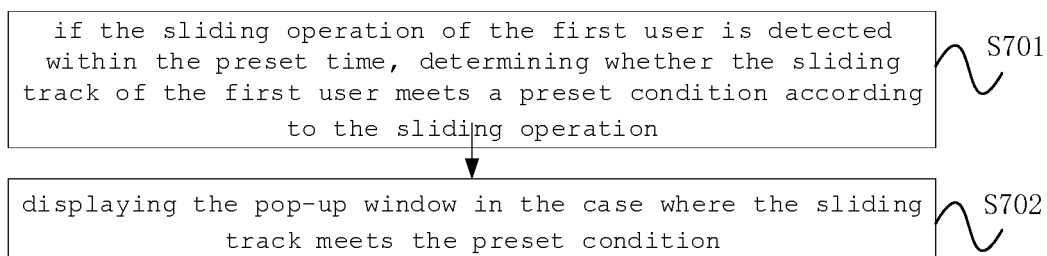 if the sliding operation of the first user is detected
within the preset time, determining whether the sliding
track of the first user meets a preset condition according
to the sliding operation
S701
displaying the pop-up window in the case where the sliding
track meets the preset condition
S702